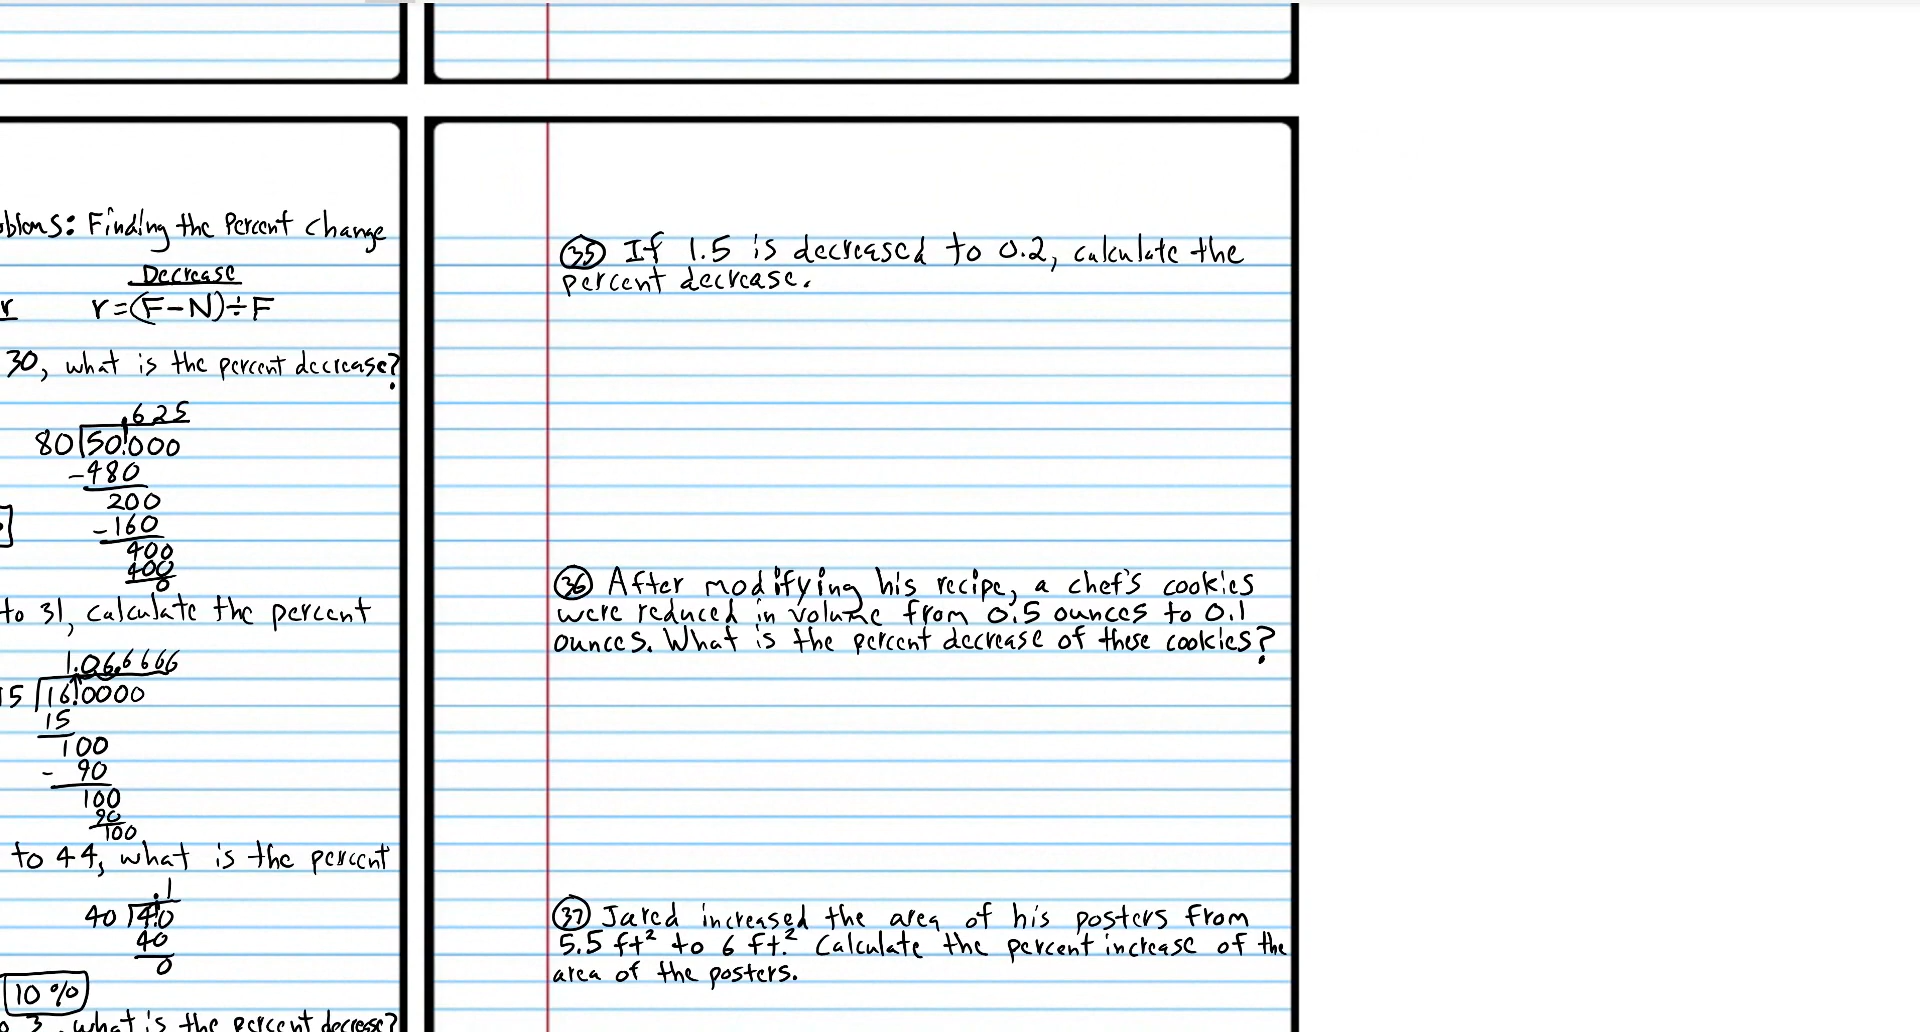 oblems: Finding the Percent Change
Decrease
r r=(F-N)÷F
30, what is the percent decrease?
.625
80 50.000
-480
200
-160
400
400
0
to 31, calculate the percent
1.066666
15 16.0000
15
100
- 90
100
90
100
to 44, what is the percent
.1
40 4.0
40
0
10%
3, what is the percent decrease?
35 If 1.5 is decreased to 0.2, calculate the
percent decrease.
36 After modifying his recipe, a chef's cookies
were reduced in volume from 0.5 ounces to 0.1
ounces. What is the percent decrease of these cookies?
37 Jared increased the area of his posters from
5.5 ft² to 6 ft.² Calculate the percent increase of the
area of the posters.